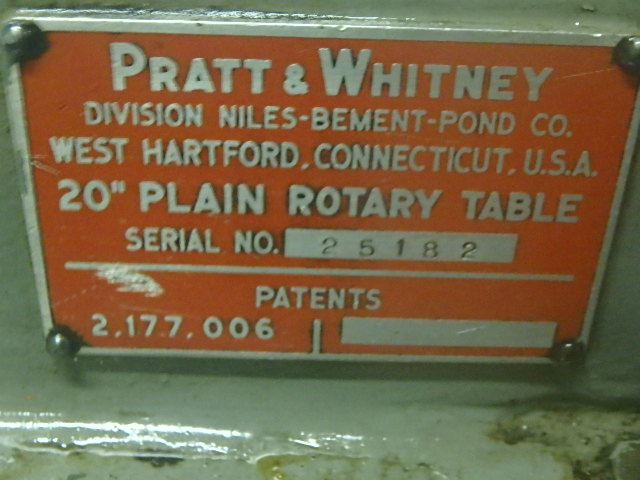 PRATT & WHITNEY
DIVISION NILES-BEMENT-POND CO.
WEST HARTFORD, CONNECTICUT, U.S.A.
20" PLAIN ROTARY TABLE
SERIAL NO. 25182
PATENTS
2,177,006